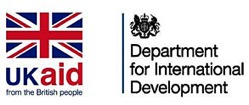 UKaid
from the British people
Department
for International
Development